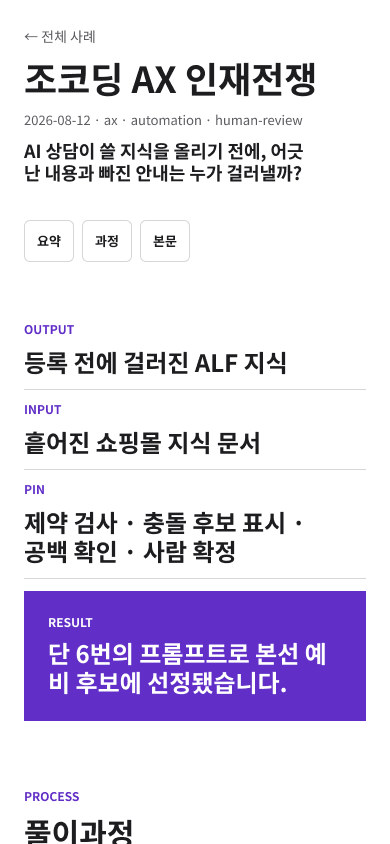 ← 전체 사례
조코딩 AX 인재전쟁
2026-08-12 · ax · automation · human-review
AI 상담이 쓸 지식을 올리기 전에, 어긋
난 내용과 빠진 안내는 누가 걸러낼까?
요약 과정 본문
OUTPUT
등록 전에 걸러진 ALF 지식
INPUT
흩어진 쇼핑몰 지식 문서
PIN
제약 검사 · 충돌 후보 표시 ·
공백 확인 · 사람 확정
RESULT
단 6번의 프롬프트로 본선 예
비 후보에 선정됐습니다.
PROCESS
풀이과정